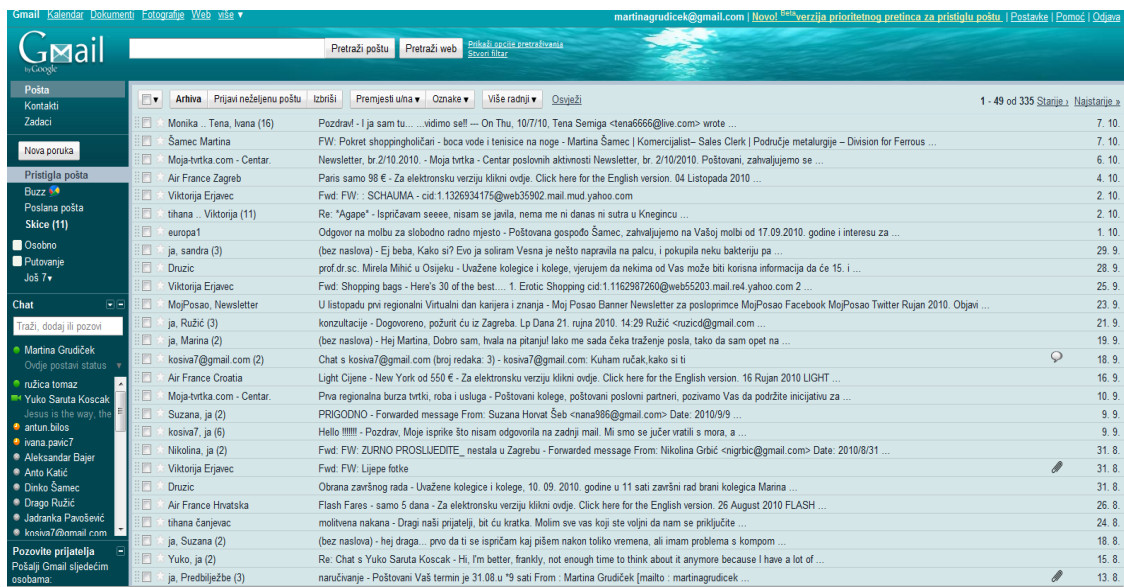 Gmail Kalendar Dokumenti Fotografije Web više ▼
martinagrudicek@gmail.com | Novo! Beta verzija prioritetnog pretinca za pristiglu poštu | Postavke | Pomoć | Odjava
Gmail by Google
Pretraži poštu Pretraži web Prikaži opcije pretraživanja
Stvori filtar
Pošta
Kontakti
Zadaci
Nova poruka
Pristigla pošta
Buzz
Poslana pošta
Skice (11)
Osobno
Putovanje
Još 7▼
Chat
Traži, dodaj ili pozovi
Martina Grudiček
Ovdje postavi status ▼
ružica tomaz
Yuko Saruta Koscak
Jesus is the way, the
antun.bilos
ivana.pavic7
Aleksandar Bajer
Anto Katić
Dinko Šamec
Drago Ružić
Jadranka Pavošević
kosiva7@gmail.com
Pozovite prijatelja
Pošalji Gmail sljedećim
osobama:
Arhiva Prijavi neželjenu poštu Izbriši Premjesti u/na ▼ Oznake ▼ Više radnji ▼ Osvježi 1 - 49 od 335 Starije › Najstarije »
Monika .. Tena, Ivana (16) Pozdrav! - I ja sam tu... ...vidimo se!! --- On Thu, 10/7/10, Tena Semiga <tena6666@live.com> wrote ... 7. 10.
Šamec Martina FW: Pokret shoppingholičari - boca vode i tenisice na noge - Martina Šamec | Komercijalist– Sales Clerk | Područje metalurgije – Division for Ferrous ... 7. 10.
Moja-tvrtka.com - Centar. Newsletter, br.2/10.2010. - Moja tvrtka - Centar poslovnih aktivnosti Newsletter, br. 2/10/2010. Poštovani, zahvaljujemo se ... 6. 10.
Air France Zagreb Paris samo 98 € - Za elektronsku verziju klikni ovdje. Click here for the English version. 04 Listopada 2010 ... 4. 10.
Viktorija Erjavec Fwd: FW: : SCHAUMA - cid:1.1326934175@web35902.mail.mud.yahoo.com 2. 10.
tihana .. Viktorija (11) Re: *Agape* - Ispričavam seeee, nisam se javila, nema me ni danas ni sutra u Knegincu ... 2. 10.
europa1 Odgovor na molbu za slobodno radno mjesto - Poštovana gospođo Šamec, zahvaljujemo na Vašoj molbi od 17.09.2010. godine i interesu za ... 1. 10.
ja, sandra (3) (bez naslova) - Ej beba, Kako si? Evo ja soliram Vesna je nešto napravila na palcu, i pokupila neku bakteriju pa ... 29. 9.
Druzic prof.dr.sc. Mirela Mihić u Osijeku - Uvažene kolegice i kolege, vjerujem da nekima od Vas može biti korisna informacija da će 15. i ... 28. 9.
Viktorija Erjavec Fwd: Shopping bags - Here's 30 of the best.... 1. Erotic Shopping cid:1.1162987260@web55203.mail.re4.yahoo.com 2 ... 25. 9.
MojPosao, Newsletter U listopadu prvi regionalni Virtualni dan karijera i znanja - Moj Posao Banner Newsletter za posloprimce MojPosao Facebook MojPosao Twitter Rujan 2010. Objavi ... 23. 9.
ja, Ružić (3) konzultacije - Dogovoreno, požurit ću iz Zagreba. Lp Dana 21. rujna 2010. 14:29 Ružić <ruzicd@gmail.com ... 21. 9.
ja, Marina (2) (bez naslova) - Hej Martina, Dobro sam, hvala na pitanju! Iako me sada čeka traženje posla, tako da sam opet na ... 19. 9.
kosiva7@gmail.com (2) Chat s kosiva7@gmail.com (broj redaka: 3) - kosiva7@gmail.com: Kuham ručak,kako si ti 18. 9.
Air France Croatia Light Cijene - New York od 550 € - Za elektronsku verziju klikni ovdje. Click here for the English version. 16 Rujan 2010 LIGHT ... 16. 9.
Moja-tvrtka.com - Centar. Prva regionalna burza tvrtki, roba i usluga - Poštovani kolege, poštovani poslovni partneri, pozivamo Vas da podržite inicijativu za ... 10. 9.
Suzana, ja (2) PRIGODNO - Forwarded message From: Suzana Horvat Šeb <nana986@gmail.com> Date: 2010/9/9 ... 9. 9.
kosiva7, ja (6) Hello !!!!!!! - Pozdrav, Moje isprike što nisam odgovorila na zadnji mail. Mi smo se jučer vratili s mora, a ... 9. 9.
Nikolina, ja (2) Fwd: FW: ZURNO PROSLIJEDITE_ nestala u Zagrebu - Forwarded message From: Nikolina Grbić <nigrbic@gmail.com> Date: 2010/8/31 ... 31. 8.
Viktorija Erjavec Fwd: FW: Lijepe fotke 31. 8.
Druzic Obrana završnog rada - Uvažene kolegice i kolege, 10. 09. 2010. godine u 11 sati završni rad brani kolegica Marina ... 31. 8.
Air France Hrvatska Flash Fares - samo 5 dana - Za elektronsku verziju klikni ovdje. Click here for the English version. 26 August 2010 FLASH ... 26. 8.
tihana čanjevac molitvena nakana - Dragi naši prijatelji, bit ću kratka. Molim sve vas koji ste voljni da nam se priključite ... 24. 8.
ja, Suzana (2) (bez naslova) - hej draga... prvo da ti se ispričam kaj pišem nakon toliko vremena, ali imam problema s kompom ... 18. 8.
Yuko, ja (2) Re: Chat s Yuko Saruta Koscak - Hi, I'm better, frankly, not enough time to think about it anymore because I have a lot of ... 15. 8.
ja, Predbilježbe (3) naručivanje - Poštovani Vaš termin je 31.08.u *9 sati From : Martina Grudiček [mailto : martinagrudicek ... 13. 8.